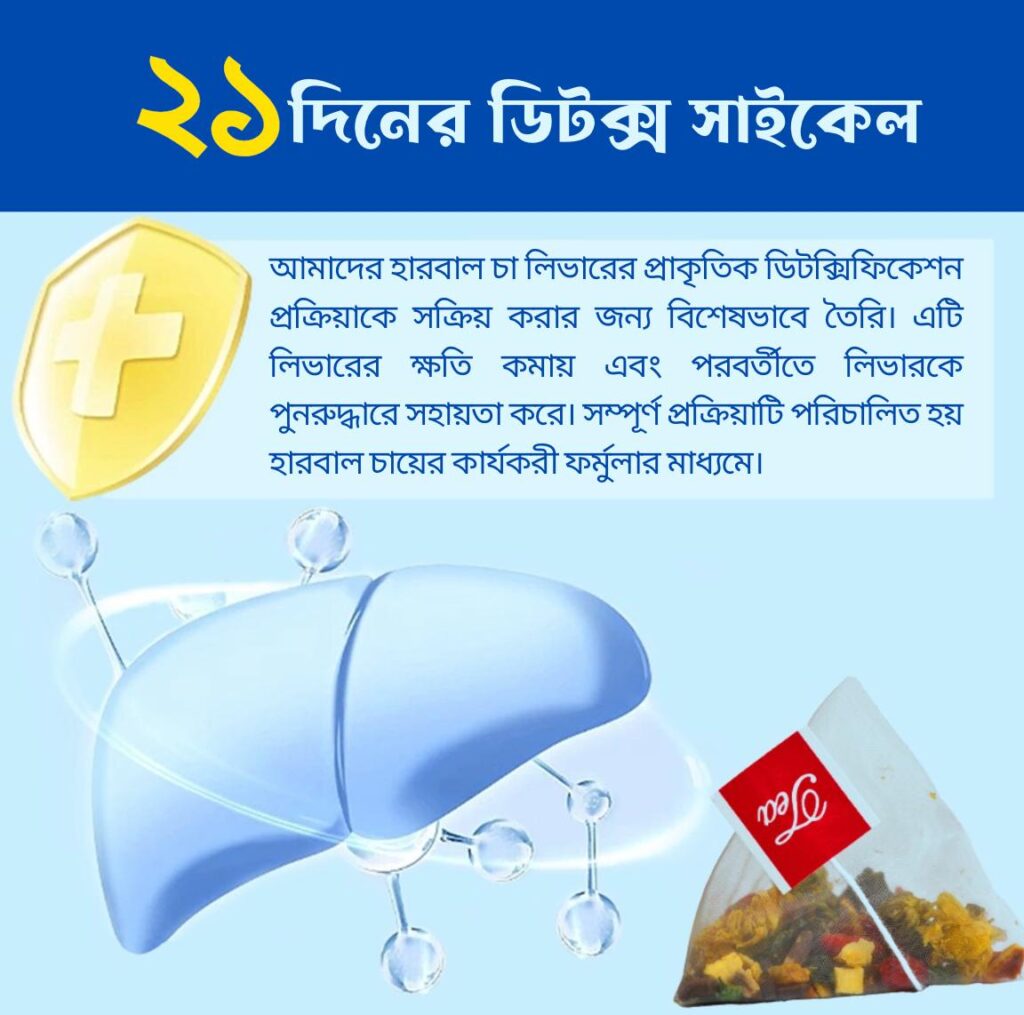 ২১ দিনের ডিটক্স সাইকেল
আমাদের হারবাল চা লিভারের প্রাকৃতিক ডিটক্সিফিকেশন
প্রক্রিয়াকে সক্রিয় করার জন্য বিশেষভাবে তৈরি। এটি
লিভারের ক্ষতি কমায় এবং পরবর্তীতে লিভারকে
পুনরুদ্ধারে সহায়তা করে। সম্পূর্ণ প্রক্রিয়াটি পরিচালিত হয়
হারবাল চায়ের কার্যকরী ফর্মুলার মাধ্যমে।
Tea